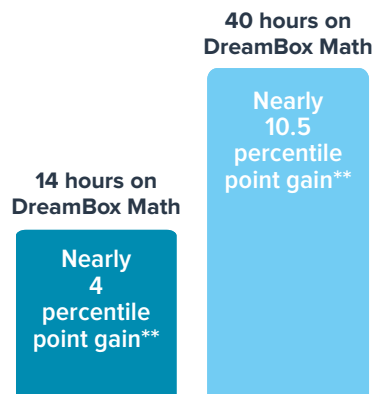 40 hours on
DreamBox Math
Nearly
10.5
percentile
point gain**
14 hours on
DreamBox Math
Nearly
4
percentile
point gain**